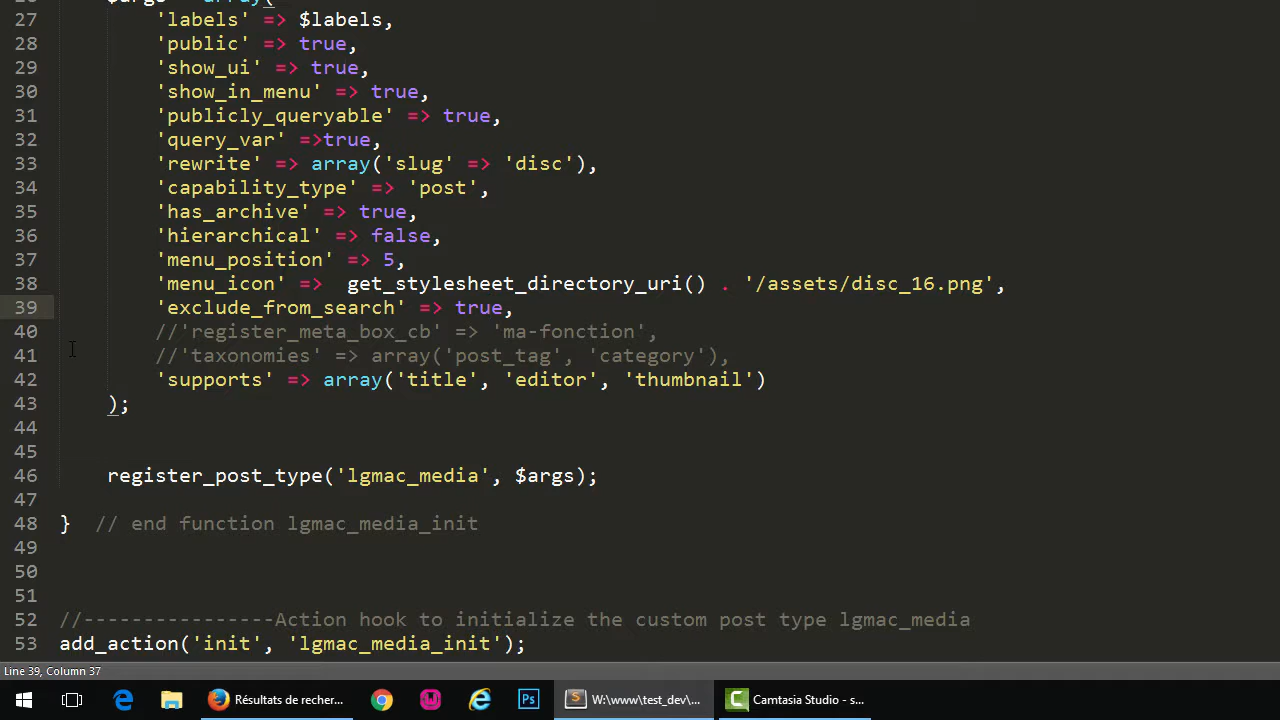 27 'labels' => $labels,
28 'public' => true,
29 'show_ui' => true,
30 'show_in_menu' => true,
31 'publicly_queryable' => true,
32 'query_var' =>true,
33 'rewrite' => array('slug' => 'disc'),
34 'capability_type' => 'post',
35 'has_archive' => true,
36 'hierarchical' => false,
37 'menu_position' => 5,
38 'menu_icon' =>  get_stylesheet_directory_uri() . '/assets/disc_16.png',
39 'exclude_from_search' => true,
40 //'register_meta_box_cb' => 'ma-fonction',
41 //'taxonomies' => array('post_tag', 'category'),
42 'supports' => array('title', 'editor', 'thumbnail')
43 );
44
45
46 register_post_type('lgmac_media', $args);
47
48 }  // end function lgmac_media_init
49
50
51
52 //----------------Action hook to initialize the custom post type lgmac_media
53 add_action('init', 'lgmac_media_init');
Line 39, Column 37
Résultats de recher... W:\www\test_dev\... Camtasia Studio - s...